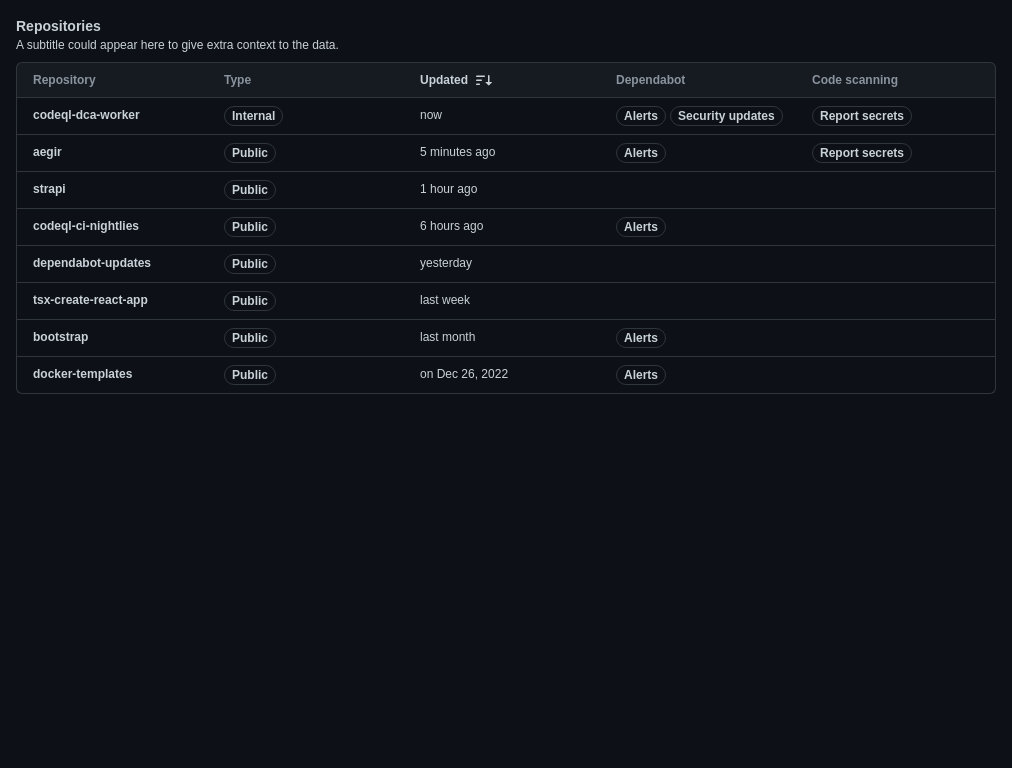 Repositories
A subtitle could appear here to give extra context to the data.
Repository Type Updated Dependabot Code scanning
codeql-dca-worker Internal now Alerts Security updates Report secrets
aegir Public 5 minutes ago Alerts Report secrets
strapi Public 1 hour ago
codeql-ci-nightlies Public 6 hours ago Alerts
dependabot-updates Public yesterday
tsx-create-react-app Public last week
bootstrap Public last month Alerts
docker-templates Public on Dec 26, 2022 Alerts